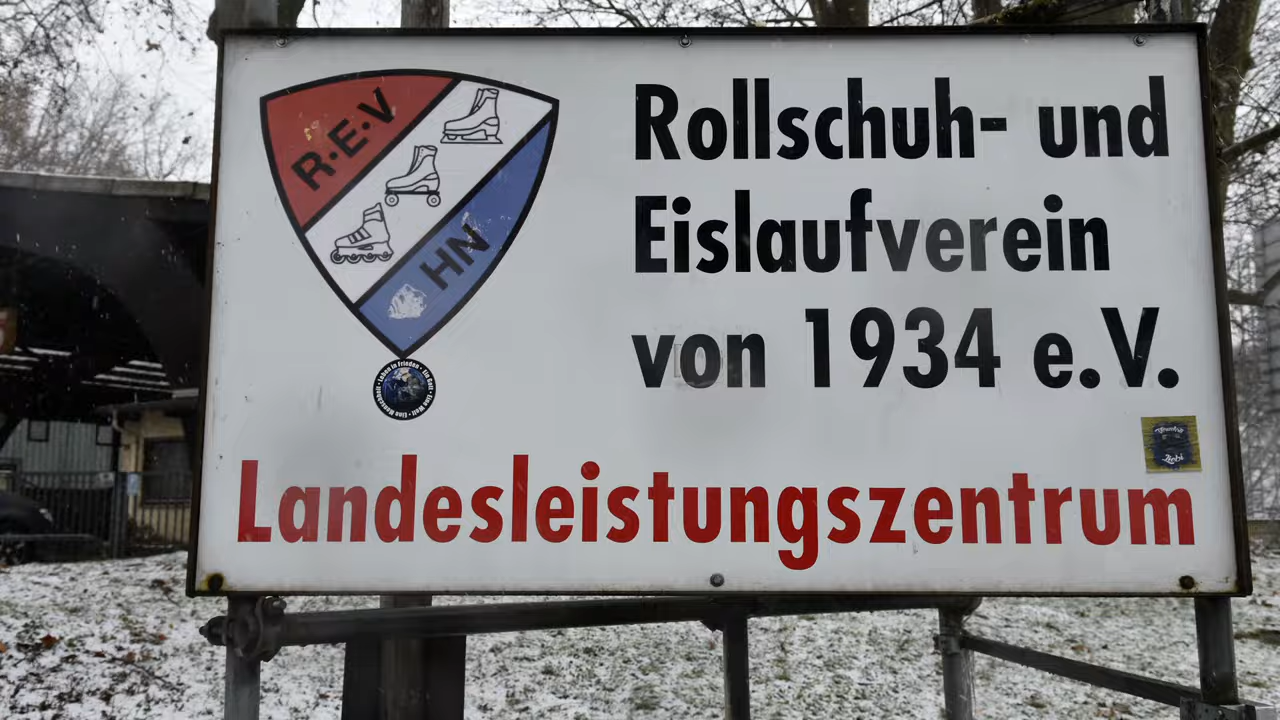 R·E·V
HN
Rollschuh- und
Eislaufverein
von 1934 e.V.
Landesleistungszentrum